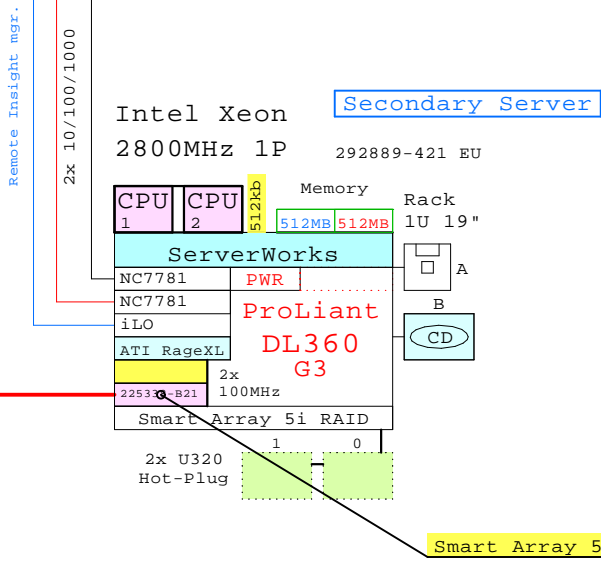 Remote Insight mgr.
2x 10/100/1000
Secondary Server
Intel Xeon
2800MHz 1P
292889-421 EU
CPU
1
CPU
2
512kb
Memory
512MB
512MB
Rack
1U 19"
ServerWorks
NC7781
PWR
A
NC7781
ProLiant
B
iLO
DL360
CD
ATI RageXL
G3
2x
100MHz
Smart Array 5i RAID
1
0
2x U320
Hot-Plug
Smart Array 5